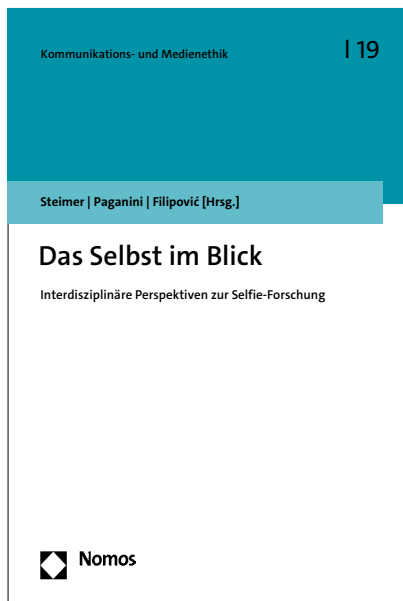 Kommunikations- und Medienethik | 19
Steimer | Paganini | Filipović [Hrsg.]
Das Selbst im Blick
Interdisziplinäre Perspektiven zur Selfie-Forschung
Nomos